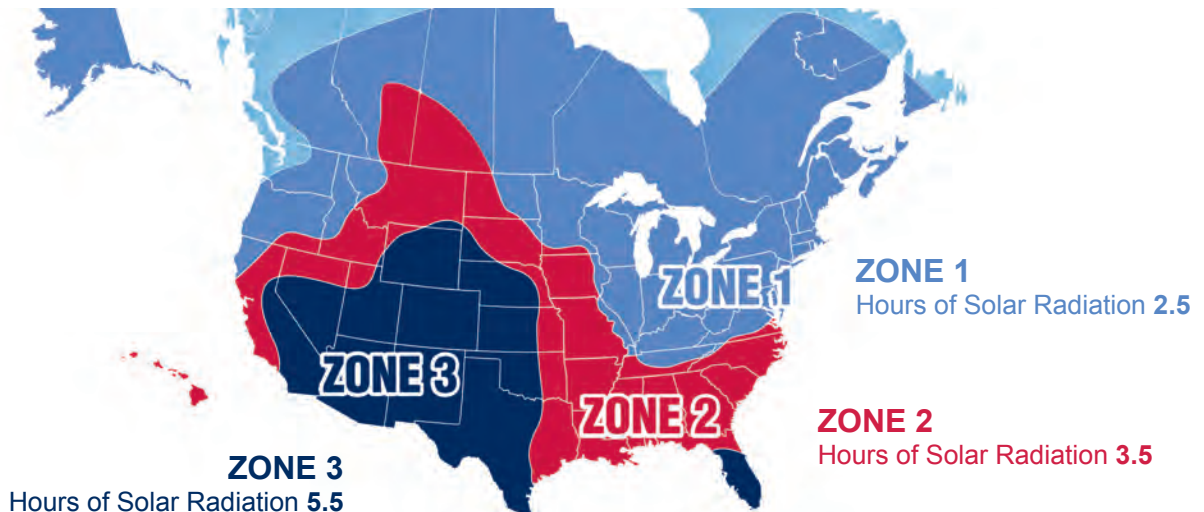 ZONE 1
ZONE 1
Hours of Solar Radiation 2.5
ZONE 3
ZONE 2
ZONE 2
Hours of Solar Radiation 3.5
ZONE 3
Hours of Solar Radiation 5.5